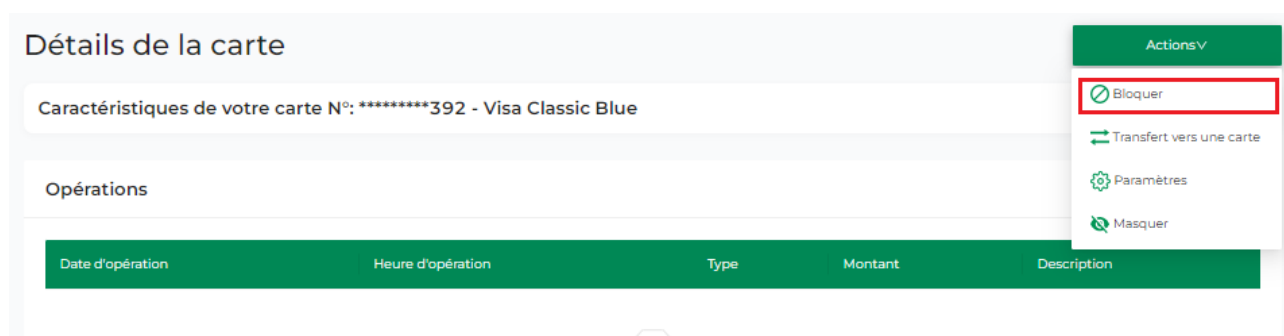 Détails de la carte
Actions
Caractéristiques de votre carte N°: *********392 - Visa Classic Blue
Bloquer
Transfert vers une carte
Opérations
Paramètres
Masquer
Date d'opération Heure d'opération Type Montant Description